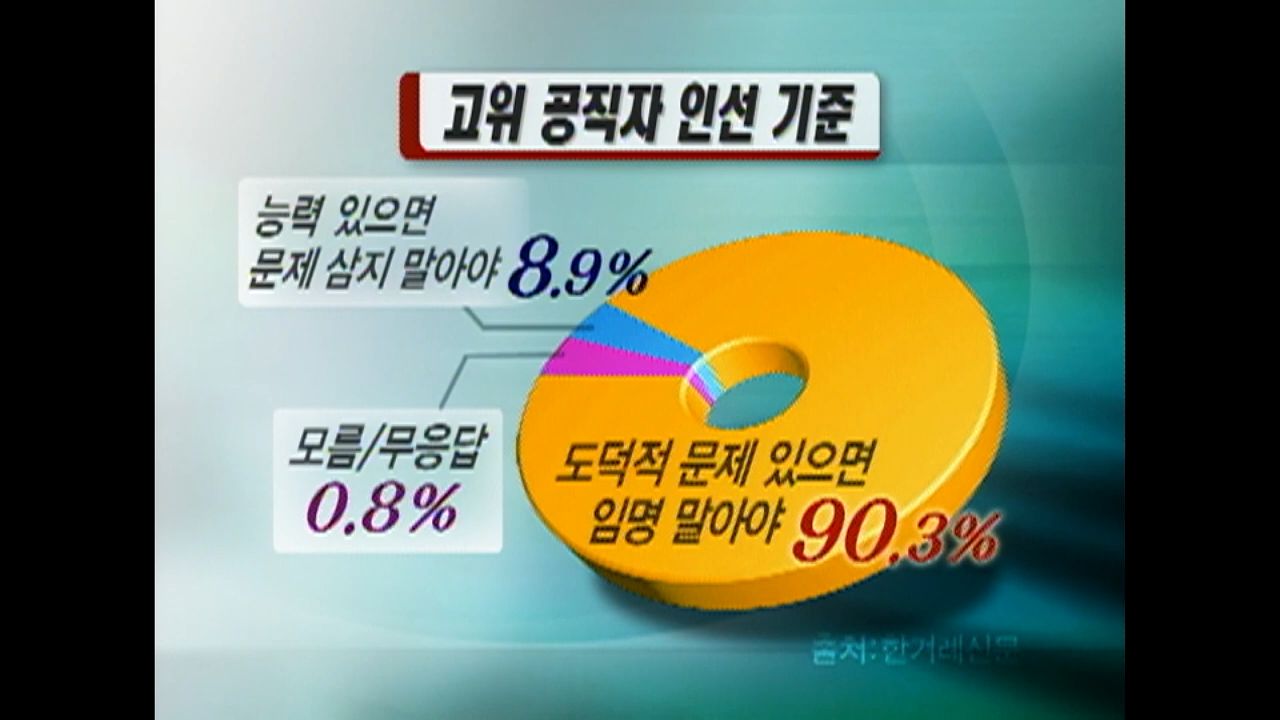 고위 공직자 인선 기준
능력 있으면
문제 삼지 말아야 8.9%
모름/무응답
0.8%
도덕적 문제 있으면
임명 말아야 90.3%
출처:한겨레신문